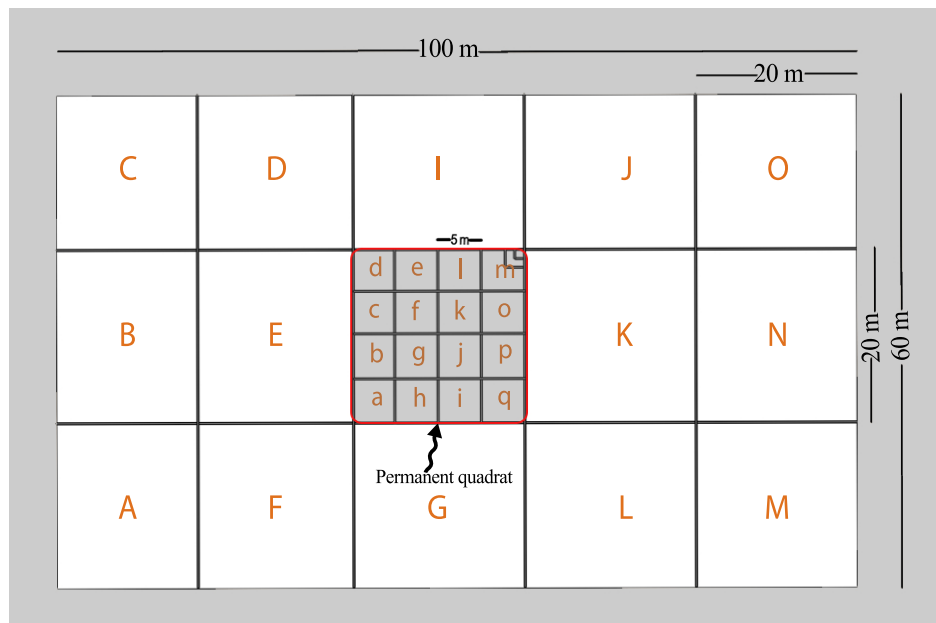 100 m
20 m
C D I J O
5 m
d e l m
c f k o
B E K N
b g j p
20 m
60 m
a h i q
Permanent quadrat
A F G L M